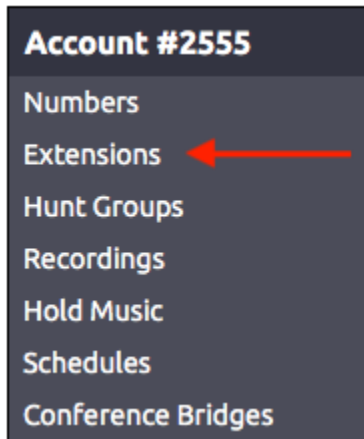 Account #2555
Numbers
Extensions
Hunt Groups
Recordings
Hold Music
Schedules
Conference Bridges